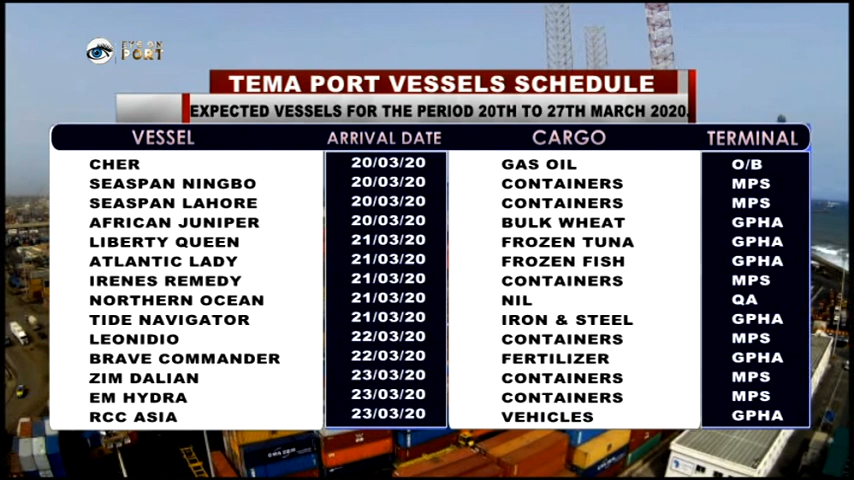 EYE ON
PORT
TEMA PORT VESSELS SCHEDULE
EXPECTED VESSELS FOR THE PERIOD 20TH TO 27TH MARCH 2020.
VESSEL ARRIVAL DATE CARGO TERMINAL
CHER 20/03/20 GAS OIL O/B
SEASPAN NINGBO 20/03/20 CONTAINERS MPS
SEASPAN LAHORE 20/03/20 CONTAINERS MPS
AFRICAN JUNIPER 20/03/20 BULK WHEAT GPHA
LIBERTY QUEEN 21/03/20 FROZEN TUNA GPHA
ATLANTIC LADY 21/03/20 FROZEN FISH GPHA
IRENES REMEDY 21/03/20 CONTAINERS MPS
NORTHERN OCEAN 21/03/20 NIL QA
TIDE NAVIGATOR 21/03/20 IRON & STEEL GPHA
LEONIDIO 22/03/20 CONTAINERS MPS
BRAVE COMMANDER 22/03/20 FERTILIZER GPHA
ZIM DALIAN 23/03/20 CONTAINERS MPS
EM HYDRA 23/03/20 CONTAINERS MPS
RCC ASIA 23/03/20 VEHICLES GPHA